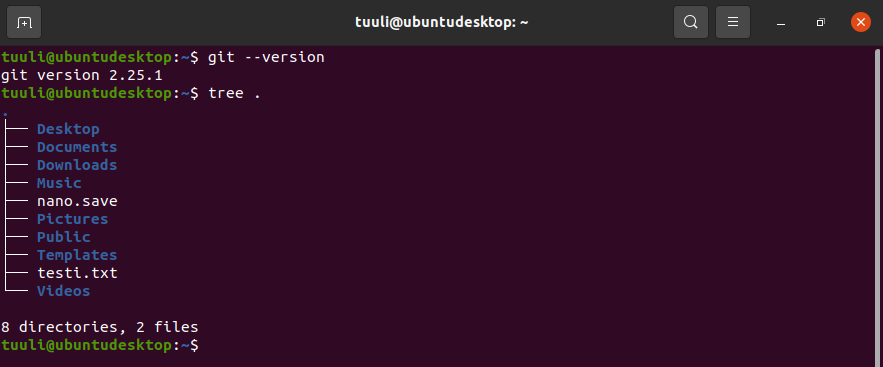 tuuli@ubuntudesktop: ~
tuuli@ubuntudesktop:~$ git --version
git version 2.25.1
tuuli@ubuntudesktop:~$ tree .
.
├── Desktop
├── Documents
├── Downloads
├── Music
├── nano.save
├── Pictures
├── Public
├── Templates
├── testi.txt
└── Videos
8 directories, 2 files
tuuli@ubuntudesktop:~$